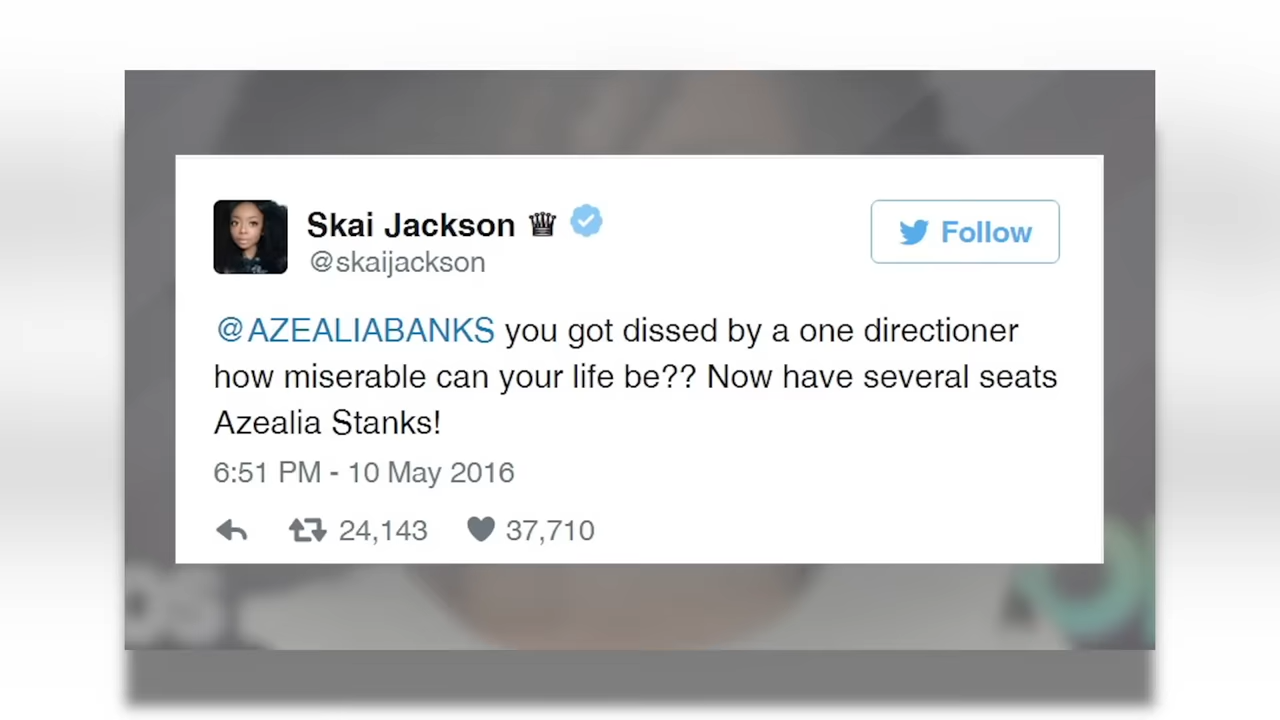 Skai Jackson ♛
@skaijackson
Follow
@AZEALIABANKS you got dissed by a one directioner
how miserable can your life be?? Now have several seats
Azealia Stanks!
6:51 PM - 10 May 2016
24,143 37,710